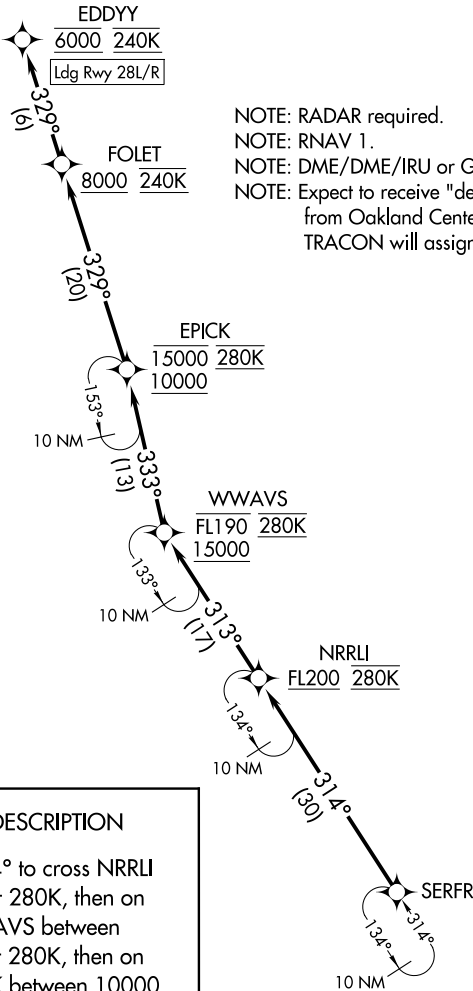 EDDYY
6000 240K
Ldg Rwy 28L/R
329°
(6)
NOTE: RADAR required.
NOTE: RNAV 1.
NOTE: DME/DME/IRU or G
NOTE: Expect to receive "de
from Oakland Cente
TRACON will assign
FOLET
8000 240K
329°
(20)
EPICK
15000 280K
10000
153°
10 NM
333°
(13)
WWAVS
FL190 280K
15000
133°
10 NM
313°
(17)
NRRLI
FL200 280K
134°
10 NM
314°
(30)
SERFR
314°
134°
10 NM
DESCRIPTION
° to cross NRRLI
280K, then on
AVS between
280K, then on
K between 10000